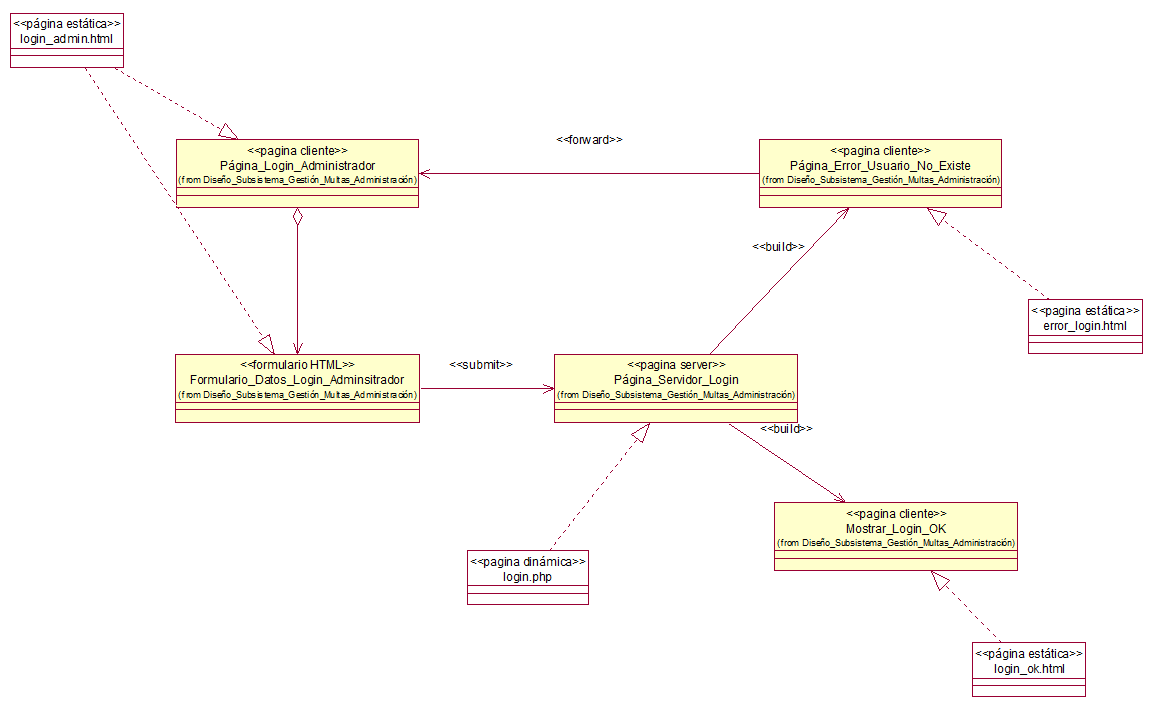 <<página estática>>
login_admin.html
<<forward>>
<<pagina cliente>>
Página_Login_Administrador
(from Diseño_Subsistema_Gestión_Multas_Administración)
<<pagina cliente>>
Página_Error_Usuario_No_Existe
(from Diseño_Subsistema_Gestión_Multas_Administración)
<<build>>
<<pagina estática>>
error_login.html
<<formulario HTML>>
Formulario_Datos_Login_Adminsitrador
(from Diseño_Subsistema_Gestión_Multas_Administración)
<<submit>>
<<pagina server>>
Página_Servidor_Login
(from Diseño_Subsistema_Gestión_Multas_Administración)
<<build>>
<<pagina cliente>>
Mostrar_Login_OK
(from Diseño_Subsistema_Gestión_Multas_Administración)
<<pagina dinámica>>
login.php
<<página estática>>
login_ok.html